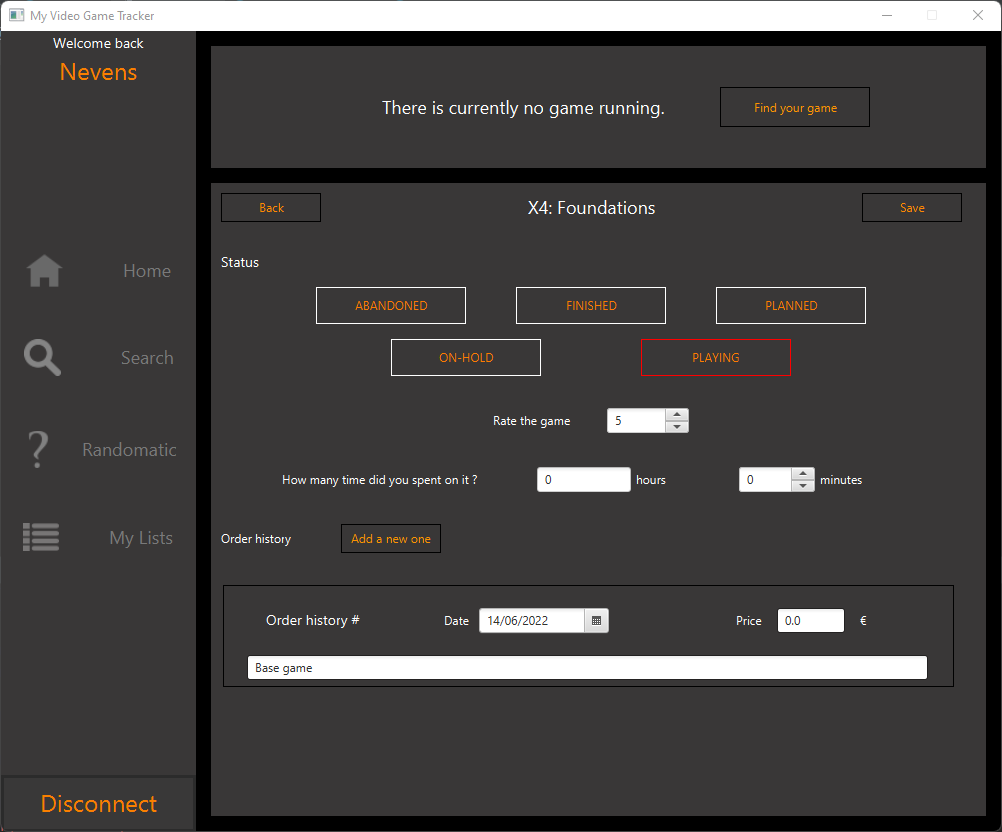 My Video Game Tracker
Welcome back
Nevens
There is currently no game running.
Find your game
Back
X4: Foundations
Save
Status
ABANDONED
FINISHED
PLANNED
ON-HOLD
PLAYING
Rate the game
5
How many time did you spent on it ?
0
hours
0
minutes
Order history
Add a new one
Order history #
Date
14/06/2022
Price
0.0
€
Base game
Home
Search
Randomatic
My Lists
Disconnect